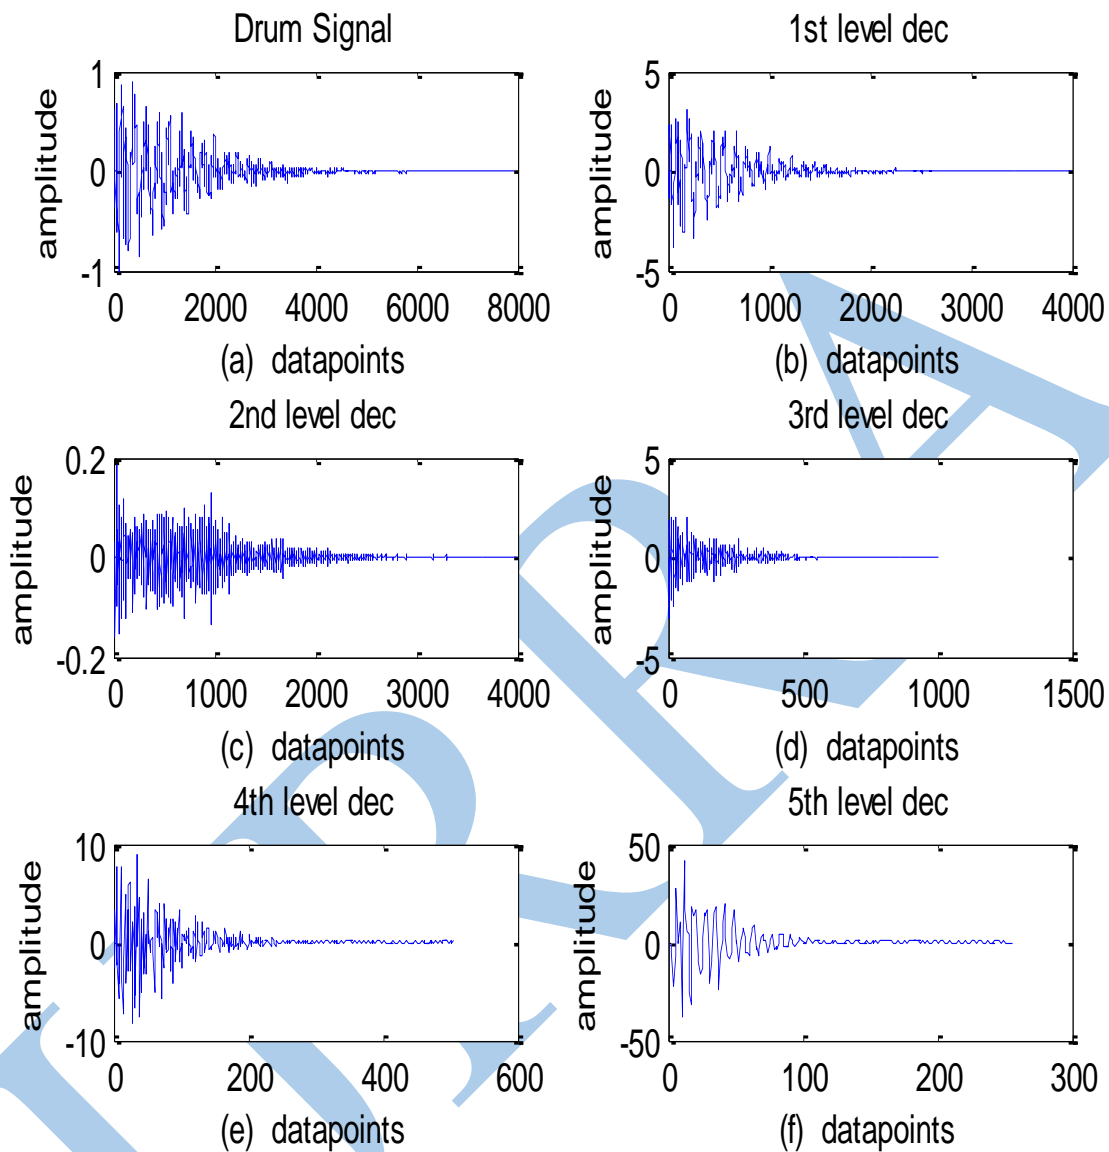 Drum Signal
1
0
-1
amplitude
0 2000 4000 6000 8000
(a) datapoints
1st level dec
5
0
-5
amplitude
0 1000 2000 3000 4000
(b) datapoints
2nd level dec
0.2
0
-0.2
amplitude
0 1000 2000 3000 4000
(c) datapoints
3rd level dec
5
0
-5
amplitude
0 500 1000 1500
(d) datapoints
4th level dec
10
0
-10
amplitude
0 200 400 600
(e) datapoints
5th level dec
50
0
-50
amplitude
0 100 200 300
(f) datapoints